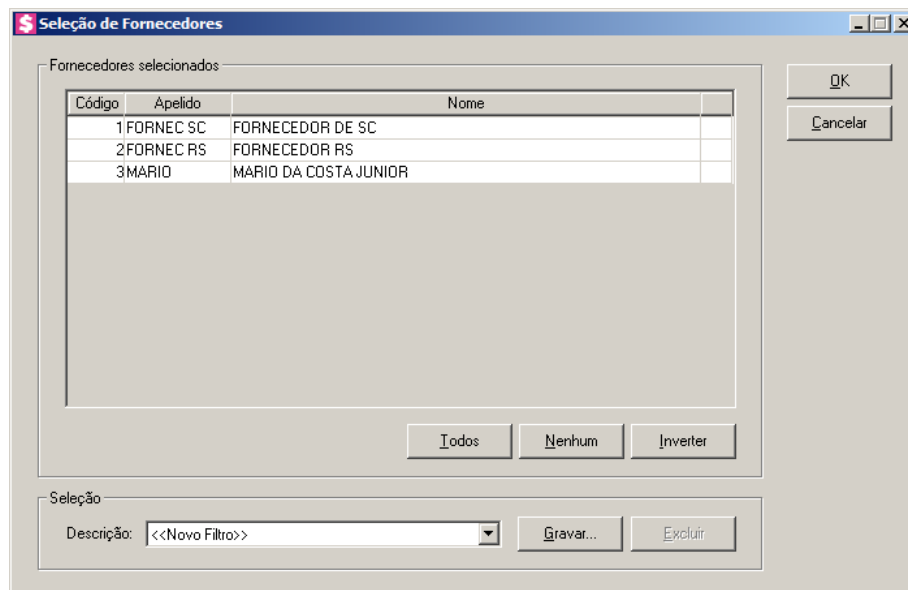 Seleção de Fornecedores
Fornecedores selecionados
OK
Cancelar
Código Apelido Nome
1 FORNEC SC FORNECEDOR DE SC
2 FORNEC RS FORNECEDOR RS
3 MARIO MARIO DA COSTA JUNIOR
Todos Nenhum Inverter
Seleção
Descrição: <<Novo Filtro>> Gravar... Excluir